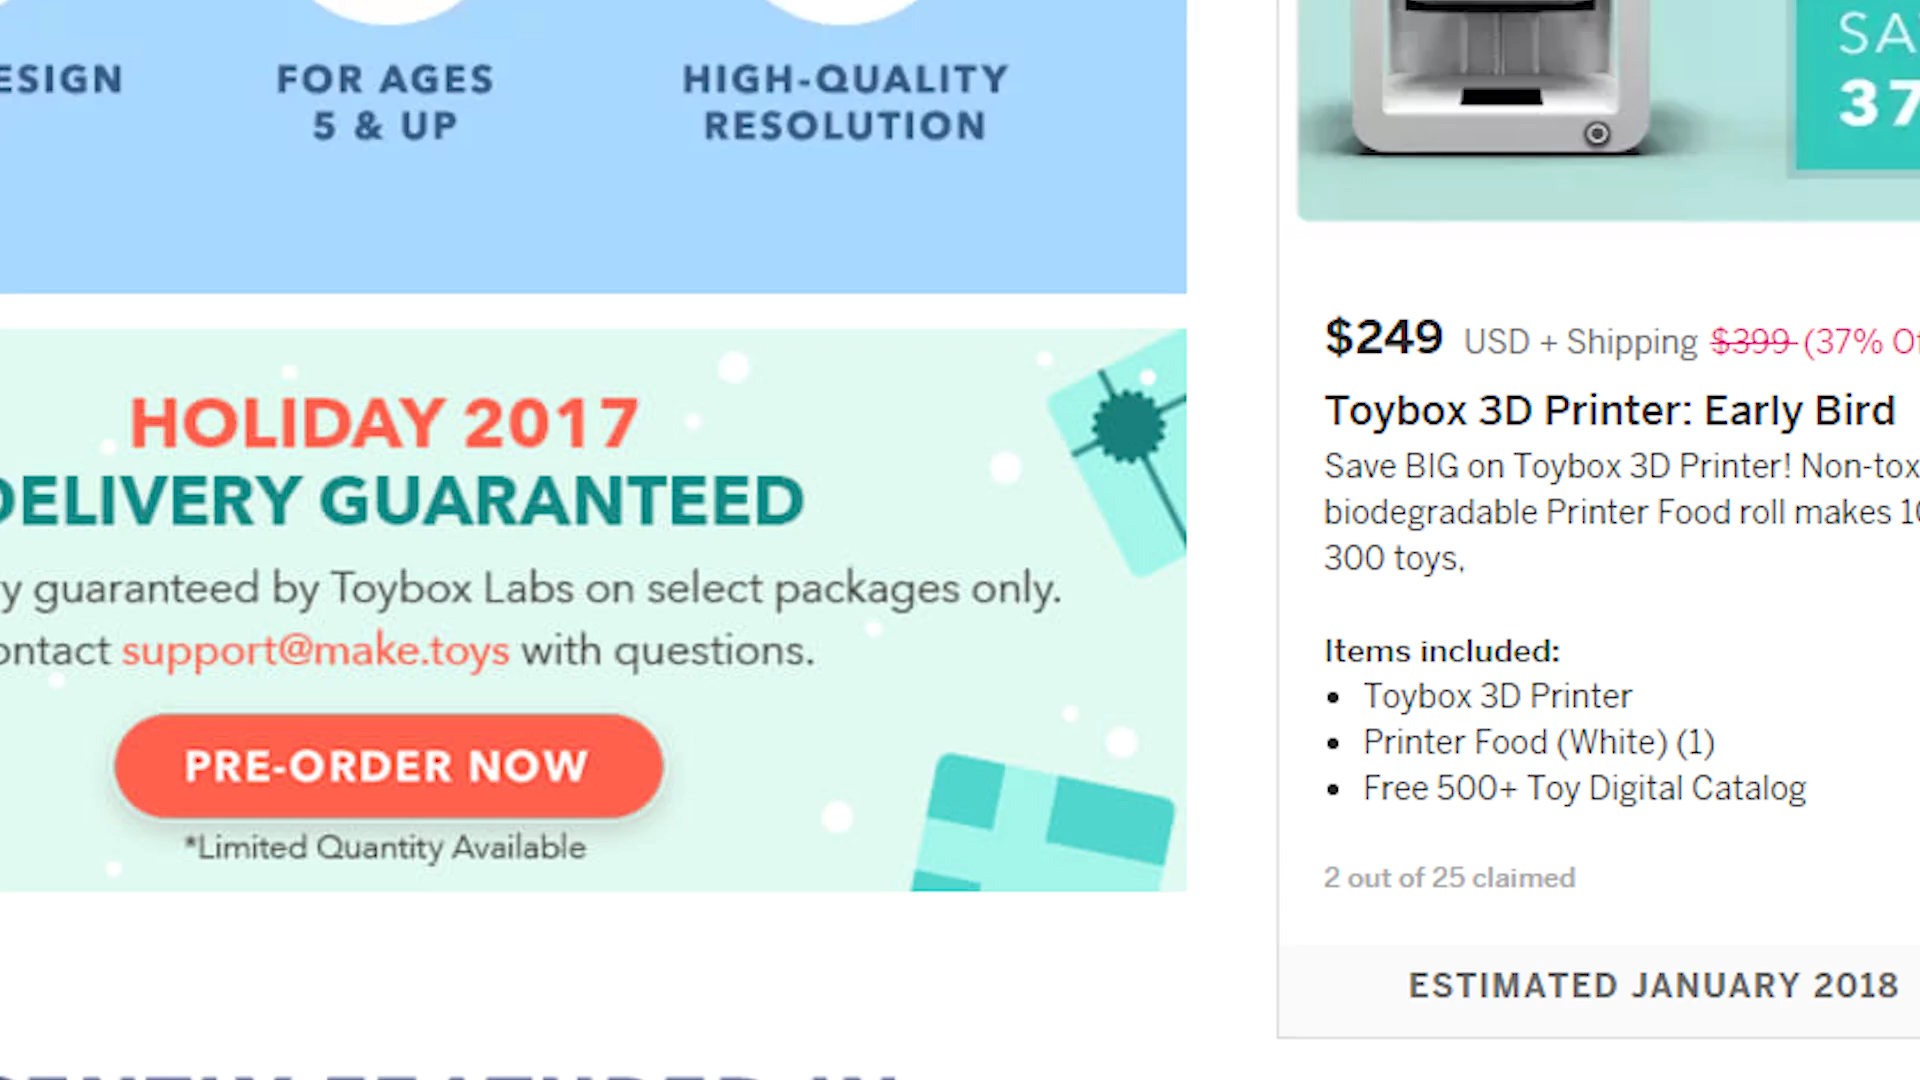 ESIGN
FOR AGES
5 & UP
HIGH-QUALITY
RESOLUTION
HOLIDAY 2017
DELIVERY GUARANTEED
y guaranteed by Toybox Labs on select packages only.
ontact support@make.toys with questions.
PRE-ORDER NOW
*Limited Quantity Available
SA
37
$249 USD + Shipping $399 (37% Of
Toybox 3D Printer: Early Bird
Save BIG on Toybox 3D Printer! Non-tox
biodegradable Printer Food roll makes 10
300 toys,
Items included:
• Toybox 3D Printer
• Printer Food (White) (1)
• Free 500+ Toy Digital Catalog
2 out of 25 claimed
ESTIMATED JANUARY 2018